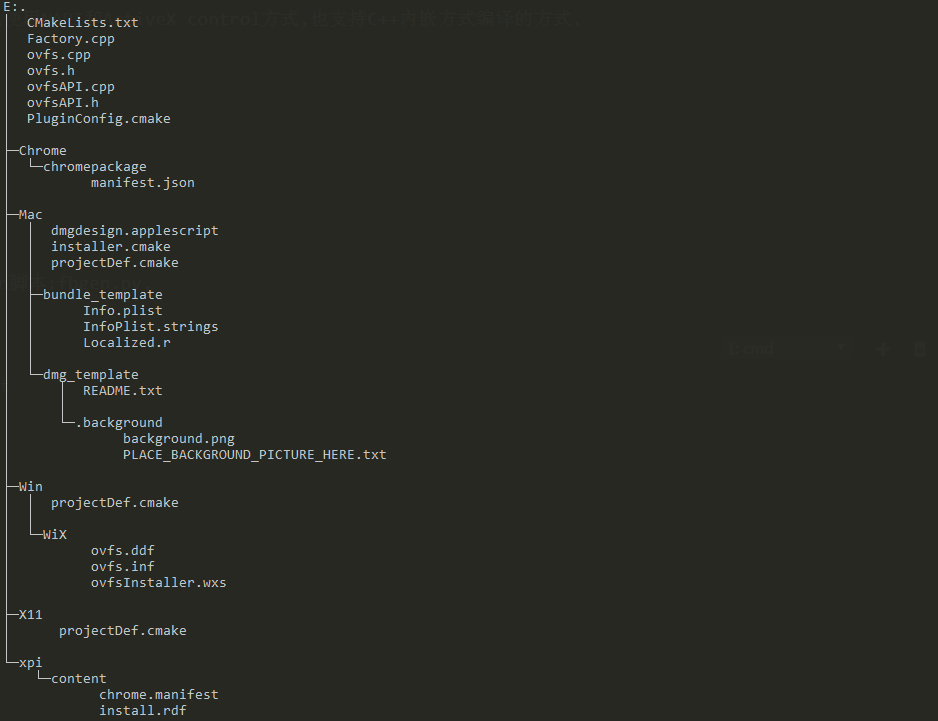 E:.
│  CMakeLists.txt
│  Factory.cpp
│  ovfs.cpp
│  ovfs.h
│  ovfsAPI.cpp
│  ovfsAPI.h
│  PluginConfig.cmake
│
├─Chrome
│  └─chromepackage
│          manifest.json
│
├─Mac
│  │  dmgdesign.applescript
│  │  installer.cmake
│  │  projectDef.cmake
│  │
│  ├─bundle_template
│  │      Info.plist
│  │      InfoPlist.strings
│  │      Localized.r
│  │
│  └─dmg_template
│      │  README.txt
│      │
│      └─.background
│              background.png
│              PLACE_BACKGROUND_PICTURE_HERE.txt
│
├─Win
│  │  projectDef.cmake
│  │
│  └─WiX
│          ovfs.ddf
│          ovfs.inf
│          ovfsInstaller.wxs
│
├─X11
│      projectDef.cmake
│
└─xpi
    └─content
            chrome.manifest
            install.rdf